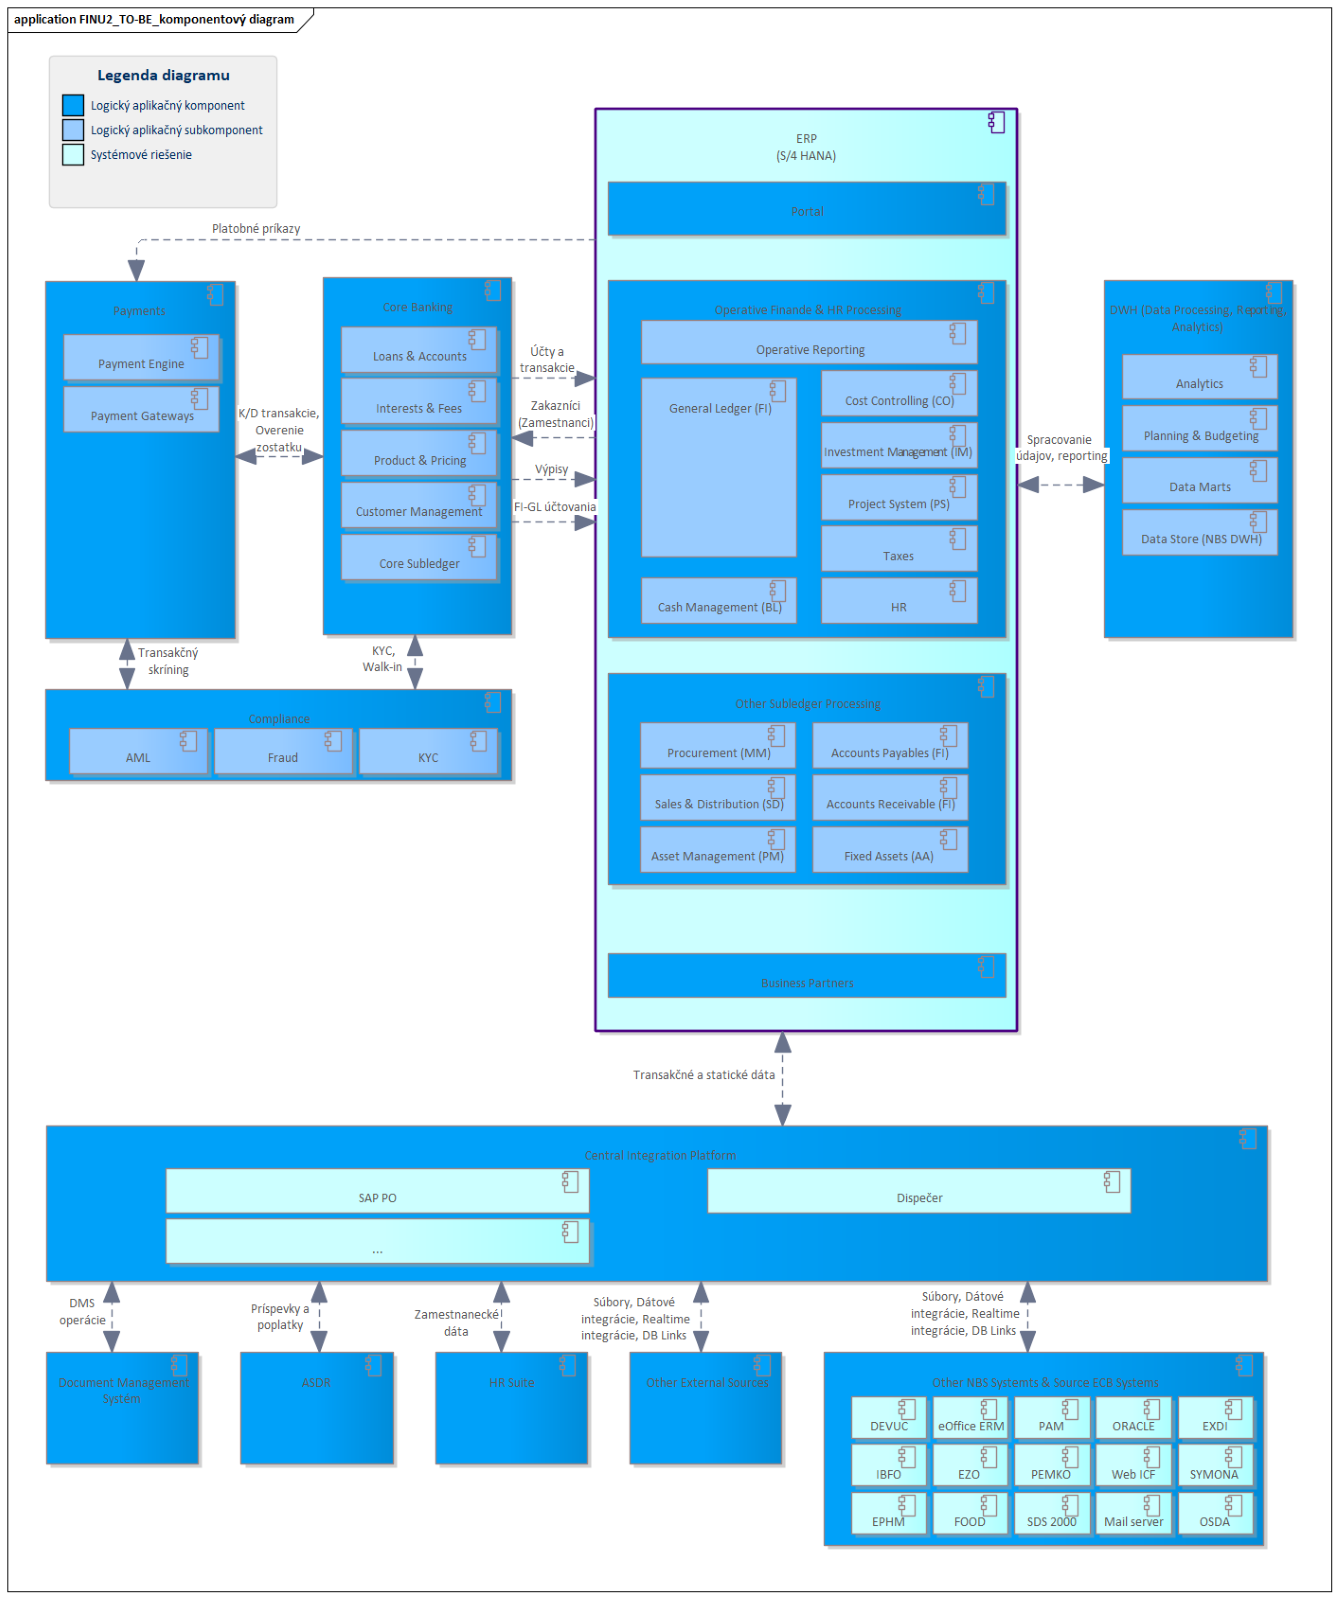 application FINU2_TO-BE_komponentový diagram
Legenda diagramu
Logický aplikačný komponent
Logický aplikačný subkomponent
Systémové riešenie
ERP
(S/4 HANA)
Portal
Platobné príkazy
Payments
Payment Engine
Payment Gateways
K/D transakcie,
Overenie
zostatku
Core Banking
Loans & Accounts
Interests & Fees
Product & Pricing
Customer Management
Core Subledger
Účty a
transakcie
Zakazníci
(Zamestnanci)
Výpisy
FI-GL účtovania
Operative Finande & HR Processing
Operative Reporting
General Ledger (FI)
Cost Controlling (CO)
Investment Management (IM)
Project System (PS)
Taxes
Cash Management (BL)
HR
Spracovanie
údajov, reporting
DWH (Data Processing, Reporting,
Analytics)
Analytics
Planning & Budgeting
Data Marts
Data Store (NBS DWH)
Transakčný
skríning
KYC,
Walk-in
Compliance
AML
Fraud
KYC
Other Subledger Processing
Procurement (MM)
Accounts Payables (FI)
Sales & Distribution (SD)
Accounts Receivable (FI)
Asset Management (PM)
Fixed Assets (AA)
Business Partners
Transakčné a statické dáta
Central Integration Platform
SAP PO
Dispečer
...
DMS
operácie
Príspevky a
poplatky
Zamestnanecké
dáta
Súbory, Dátové
integrácie, Realtime
integrácie, DB Links
Súbory, Dátové
integrácie, Realtime
integrácie, DB Links
Document Management
System
ASDR
HR Suite
Other External Sources
Other NBS Systemts & Source ECB Systems
DEVUC
eOffice ERM
PAM
ORACLE
EXDI
IBFO
EZO
PEMKO
Web ICF
SYMONA
EPHM
FOOD
SDS 2000
Mail server
OSDA